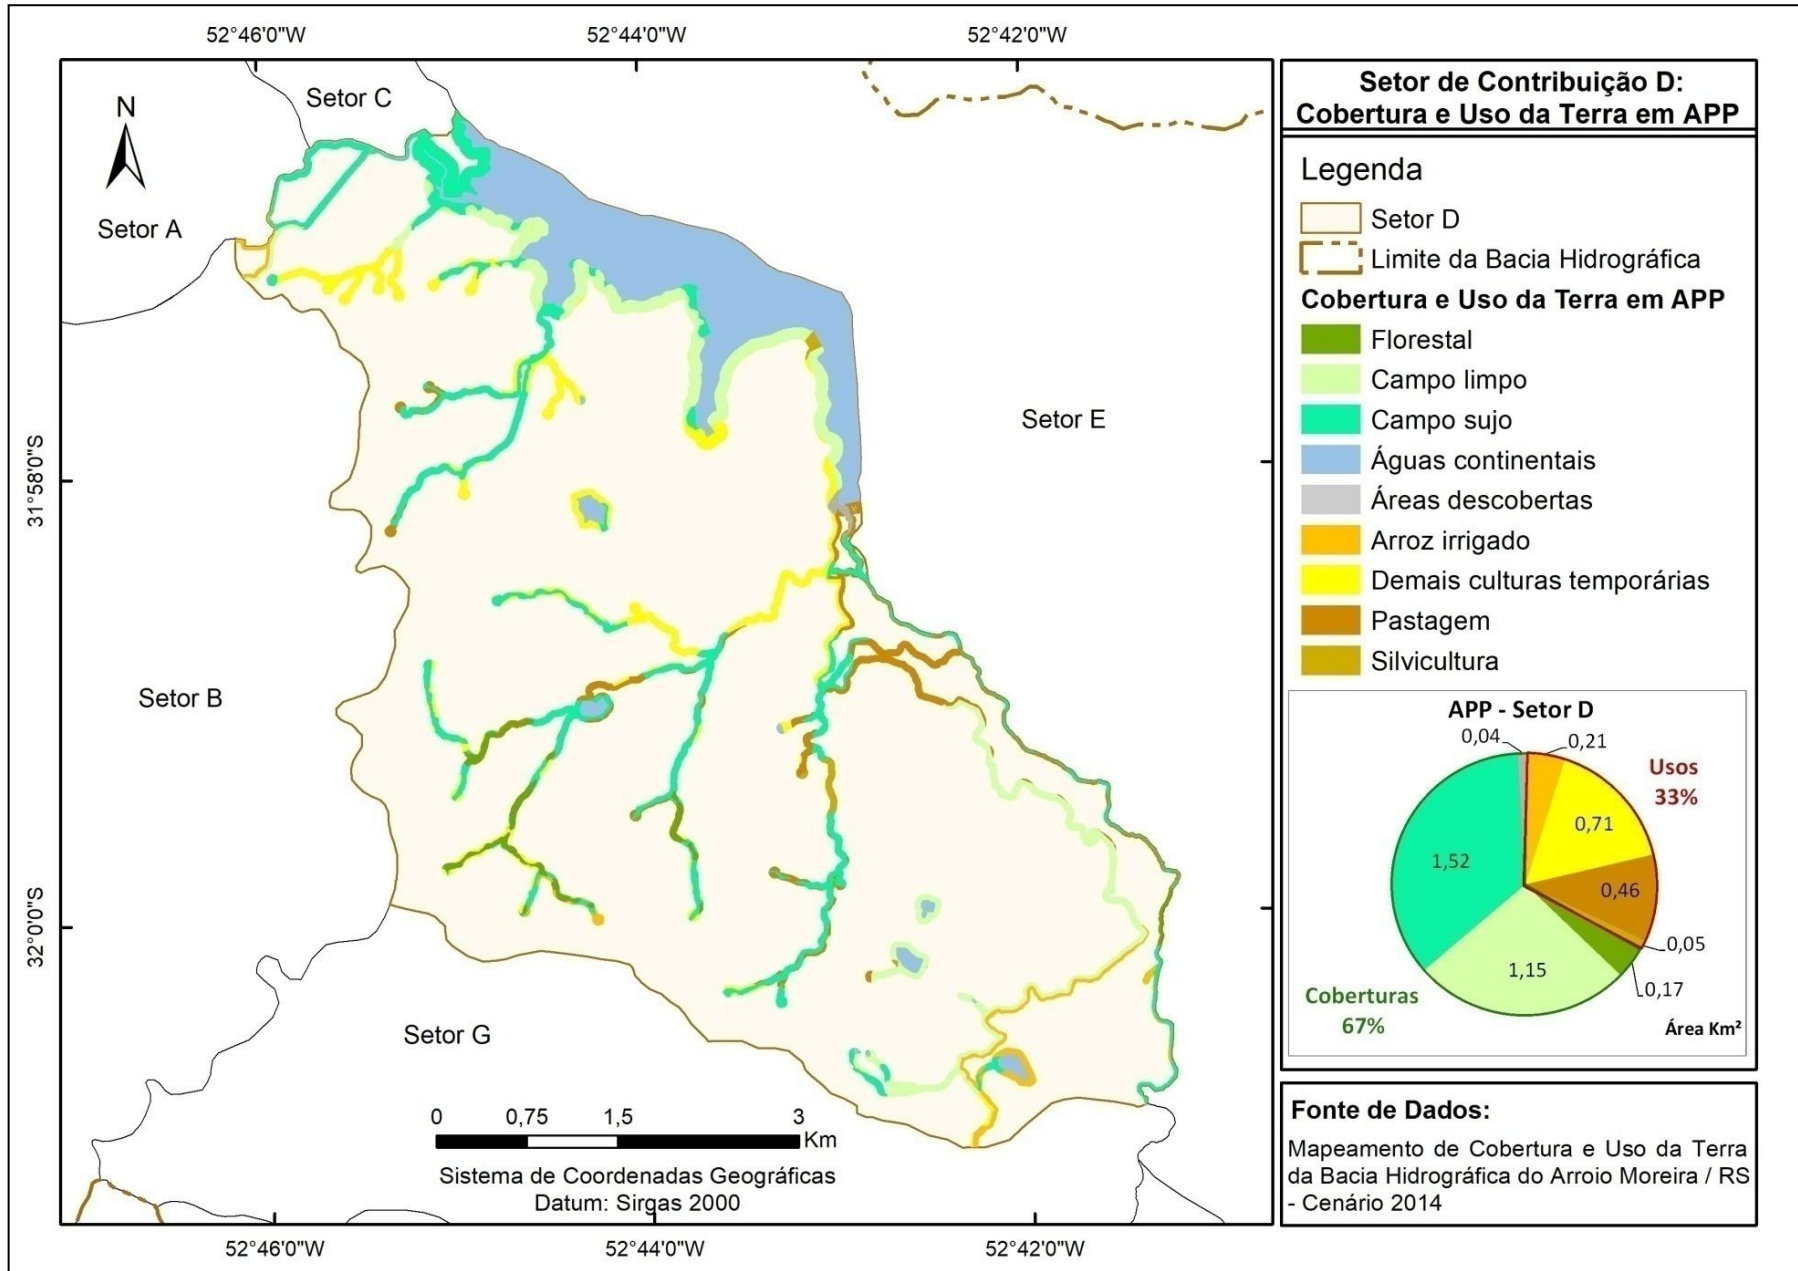 52°46'0"W
52°44'0"W
52°42'0"W
Setor C
N
Setor A
Setor E
31°58'0"S
Setor B
32°0'0"S
Setor G
0 0,75 1,5 3
Km
Sistema de Coordenadas Geográficas
Datum: Sirgas 2000
52°46'0"W
52°44'0"W
52°42'0"W
Setor de Contribuição D:
Cobertura e Uso da Terra em APP
Legenda
Setor D
Limite da Bacia Hidrográfica
Cobertura e Uso da Terra em APP
Florestal
Campo limpo
Campo sujo
Águas continentais
Áreas descobertas
Arroz irrigado
Demais culturas temporárias
Pastagem
Silvicultura
APP - Setor D
0,04
0,21
Usos
33%
0,71
1,52
0,46
0,05
1,15
0,17
Coberturas
67%
Área Km²
Fonte de Dados:
Mapeamento de Cobertura e Uso da Terra
da Bacia Hidrográfica do Arroio Moreira / RS
- Cenário 2014